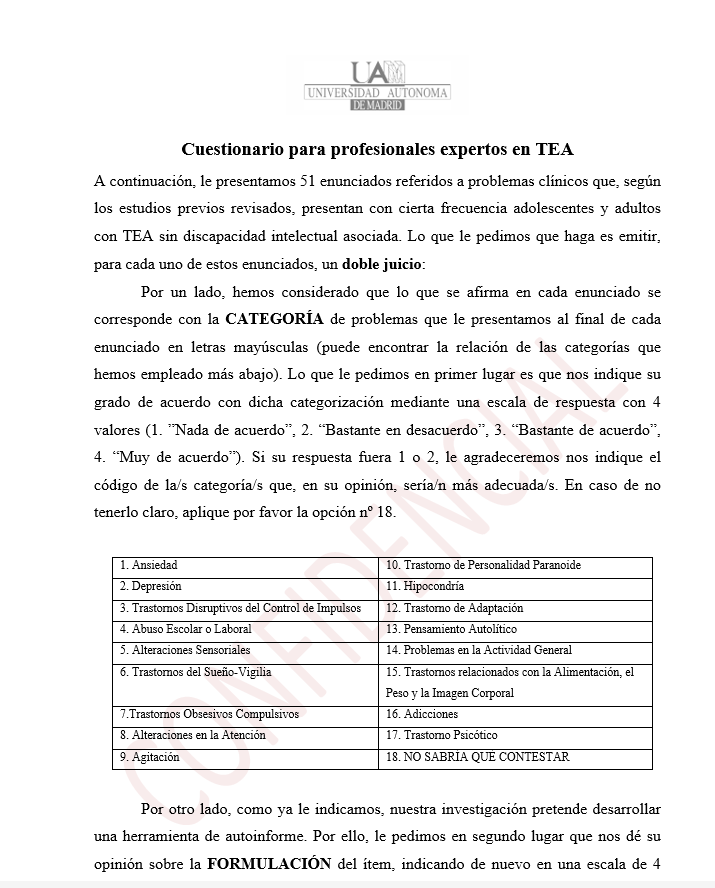 UAM
UNIVERSIDAD AUTONOMA
DE MADRID
Cuestionario para profesionales expertos en TEA
A continuación, le presentamos 51 enunciados referidos a problemas clínicos que, según
los estudios previos revisados, presentan con cierta frecuencia adolescentes y adultos
con TEA sin discapacidad intelectual asociada. Lo que le pedimos que haga es emitir,
para cada uno de estos enunciados, un doble juicio:
Por un lado, hemos considerado que lo que se afirma en cada enunciado se
corresponde con la CATEGORÍA de problemas que le presentamos al final de cada
enunciado en letras mayúsculas (puede encontrar la relación de las categorías que
hemos empleado más abajo). Lo que le pedimos en primer lugar es que nos indique su
grado de acuerdo con dicha categorización mediante una escala de respuesta con 4
valores (1. ”Nada de acuerdo”, 2. “Bastante en desacuerdo”, 3. “Bastante de acuerdo”,
4. “Muy de acuerdo”). Si su respuesta fuera 1 o 2, le agradeceremos nos indique el
código de la/s categoría/s que, en su opinión, sería/n más adecuada/s. En caso de no
tenerlo claro, aplique por favor la opción nº 18.
1. Ansiedad
10. Trastorno de Personalidad Paranoide
2. Depresión
11. Hipocondría
3. Trastornos Disruptivos del Control de Impulsos
12. Trastorno de Adaptación
4. Abuso Escolar o Laboral
13. Pensamiento Autolítico
5. Alteraciones Sensoriales
14. Problemas en la Actividad General
6. Trastornos del Sueño-Vigilia
15. Trastornos relacionados con la Alimentación, el
Peso y la Imagen Corporal
7.Trastornos Obsesivos Compulsivos
16. Adicciones
8. Alteraciones en la Atención
17. Trastorno Psicótico
9. Agitación
18. NO SABRIA QUE CONTESTAR
Por otro lado, como ya le indicamos, nuestra investigación pretende desarrollar
una herramienta de autoinforme. Por ello, le pedimos en segundo lugar que nos dé su
opinión sobre la FORMULACIÓN del ítem, indicando de nuevo en una escala de 4
CONFIDENCIAL